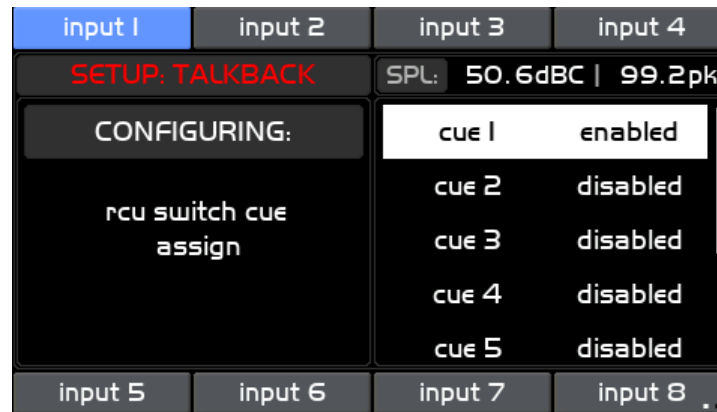 input 1 input 2 input 3 input 4
SETUP: TALKBACK SPL: 50.6dBC | 99.2pk
CONFIGURING:
rcu switch cue
assign
cue 1 enabled
cue 2 disabled
cue 3 disabled
cue 4 disabled
cue 5 disabled
input 5 input 6 input 7 input 8